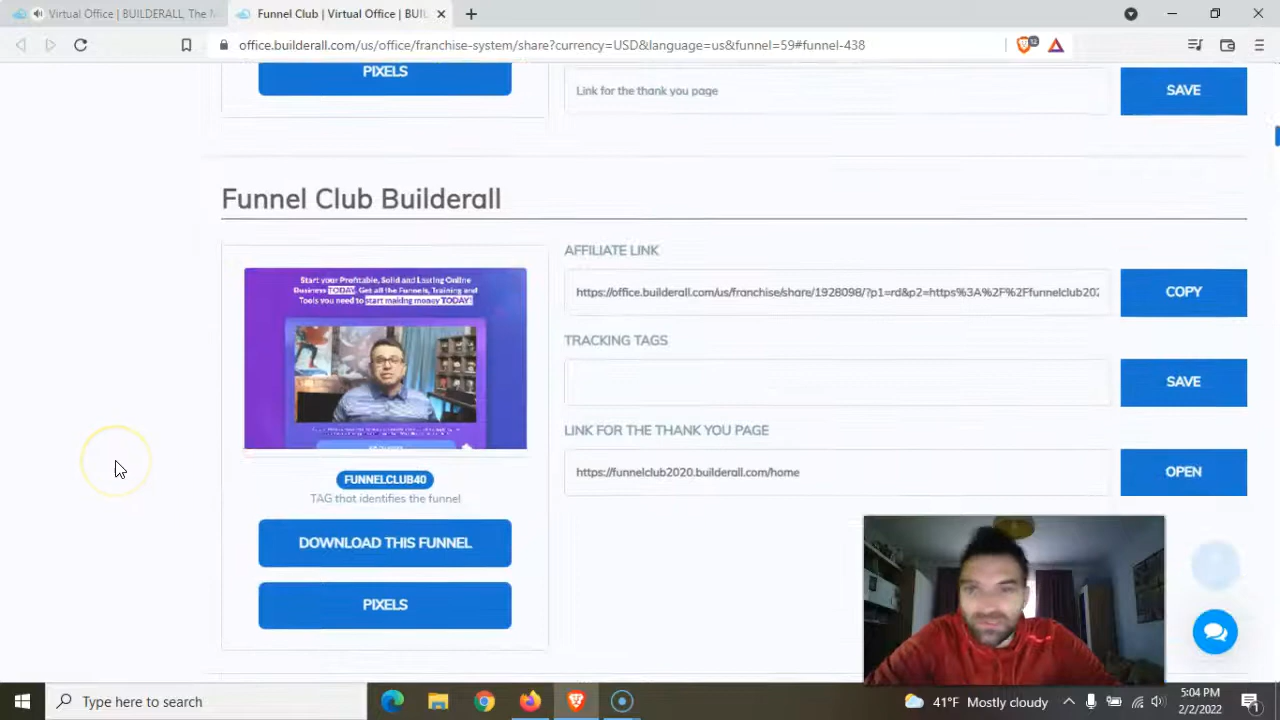 Virtual Office | BUILDERALL, The M
Funnel Club | Virtual Office | BUI
office.builderall.com/us/office/franchise-system/share?currency=USD&language=us&funnel=59#funnel-438
12
PIXELS
Link for the thank you page
SAVE
Funnel Club Builderall
Start your Profitable, Solid and Lasting Online
Business TODAY. Get all the Funnels, Training and
Tools you need to start making money TODAY!
FUNNELCLUB40
TAG that identifies the funnel
DOWNLOAD THIS FUNNEL
PIXELS
AFFILIATE LINK
https://office.builderall.com/us/franchise/share/1928098/?p1=rd&p2=https%3A%2F%2Ffunnelclub202
COPY
TRACKING TAGS
SAVE
LINK FOR THE THANK YOU PAGE
https://funnelclub2020.builderall.com/home
OPEN
Type here to search
41°F Mostly cloudy
5:04 PM
2/2/2022
1